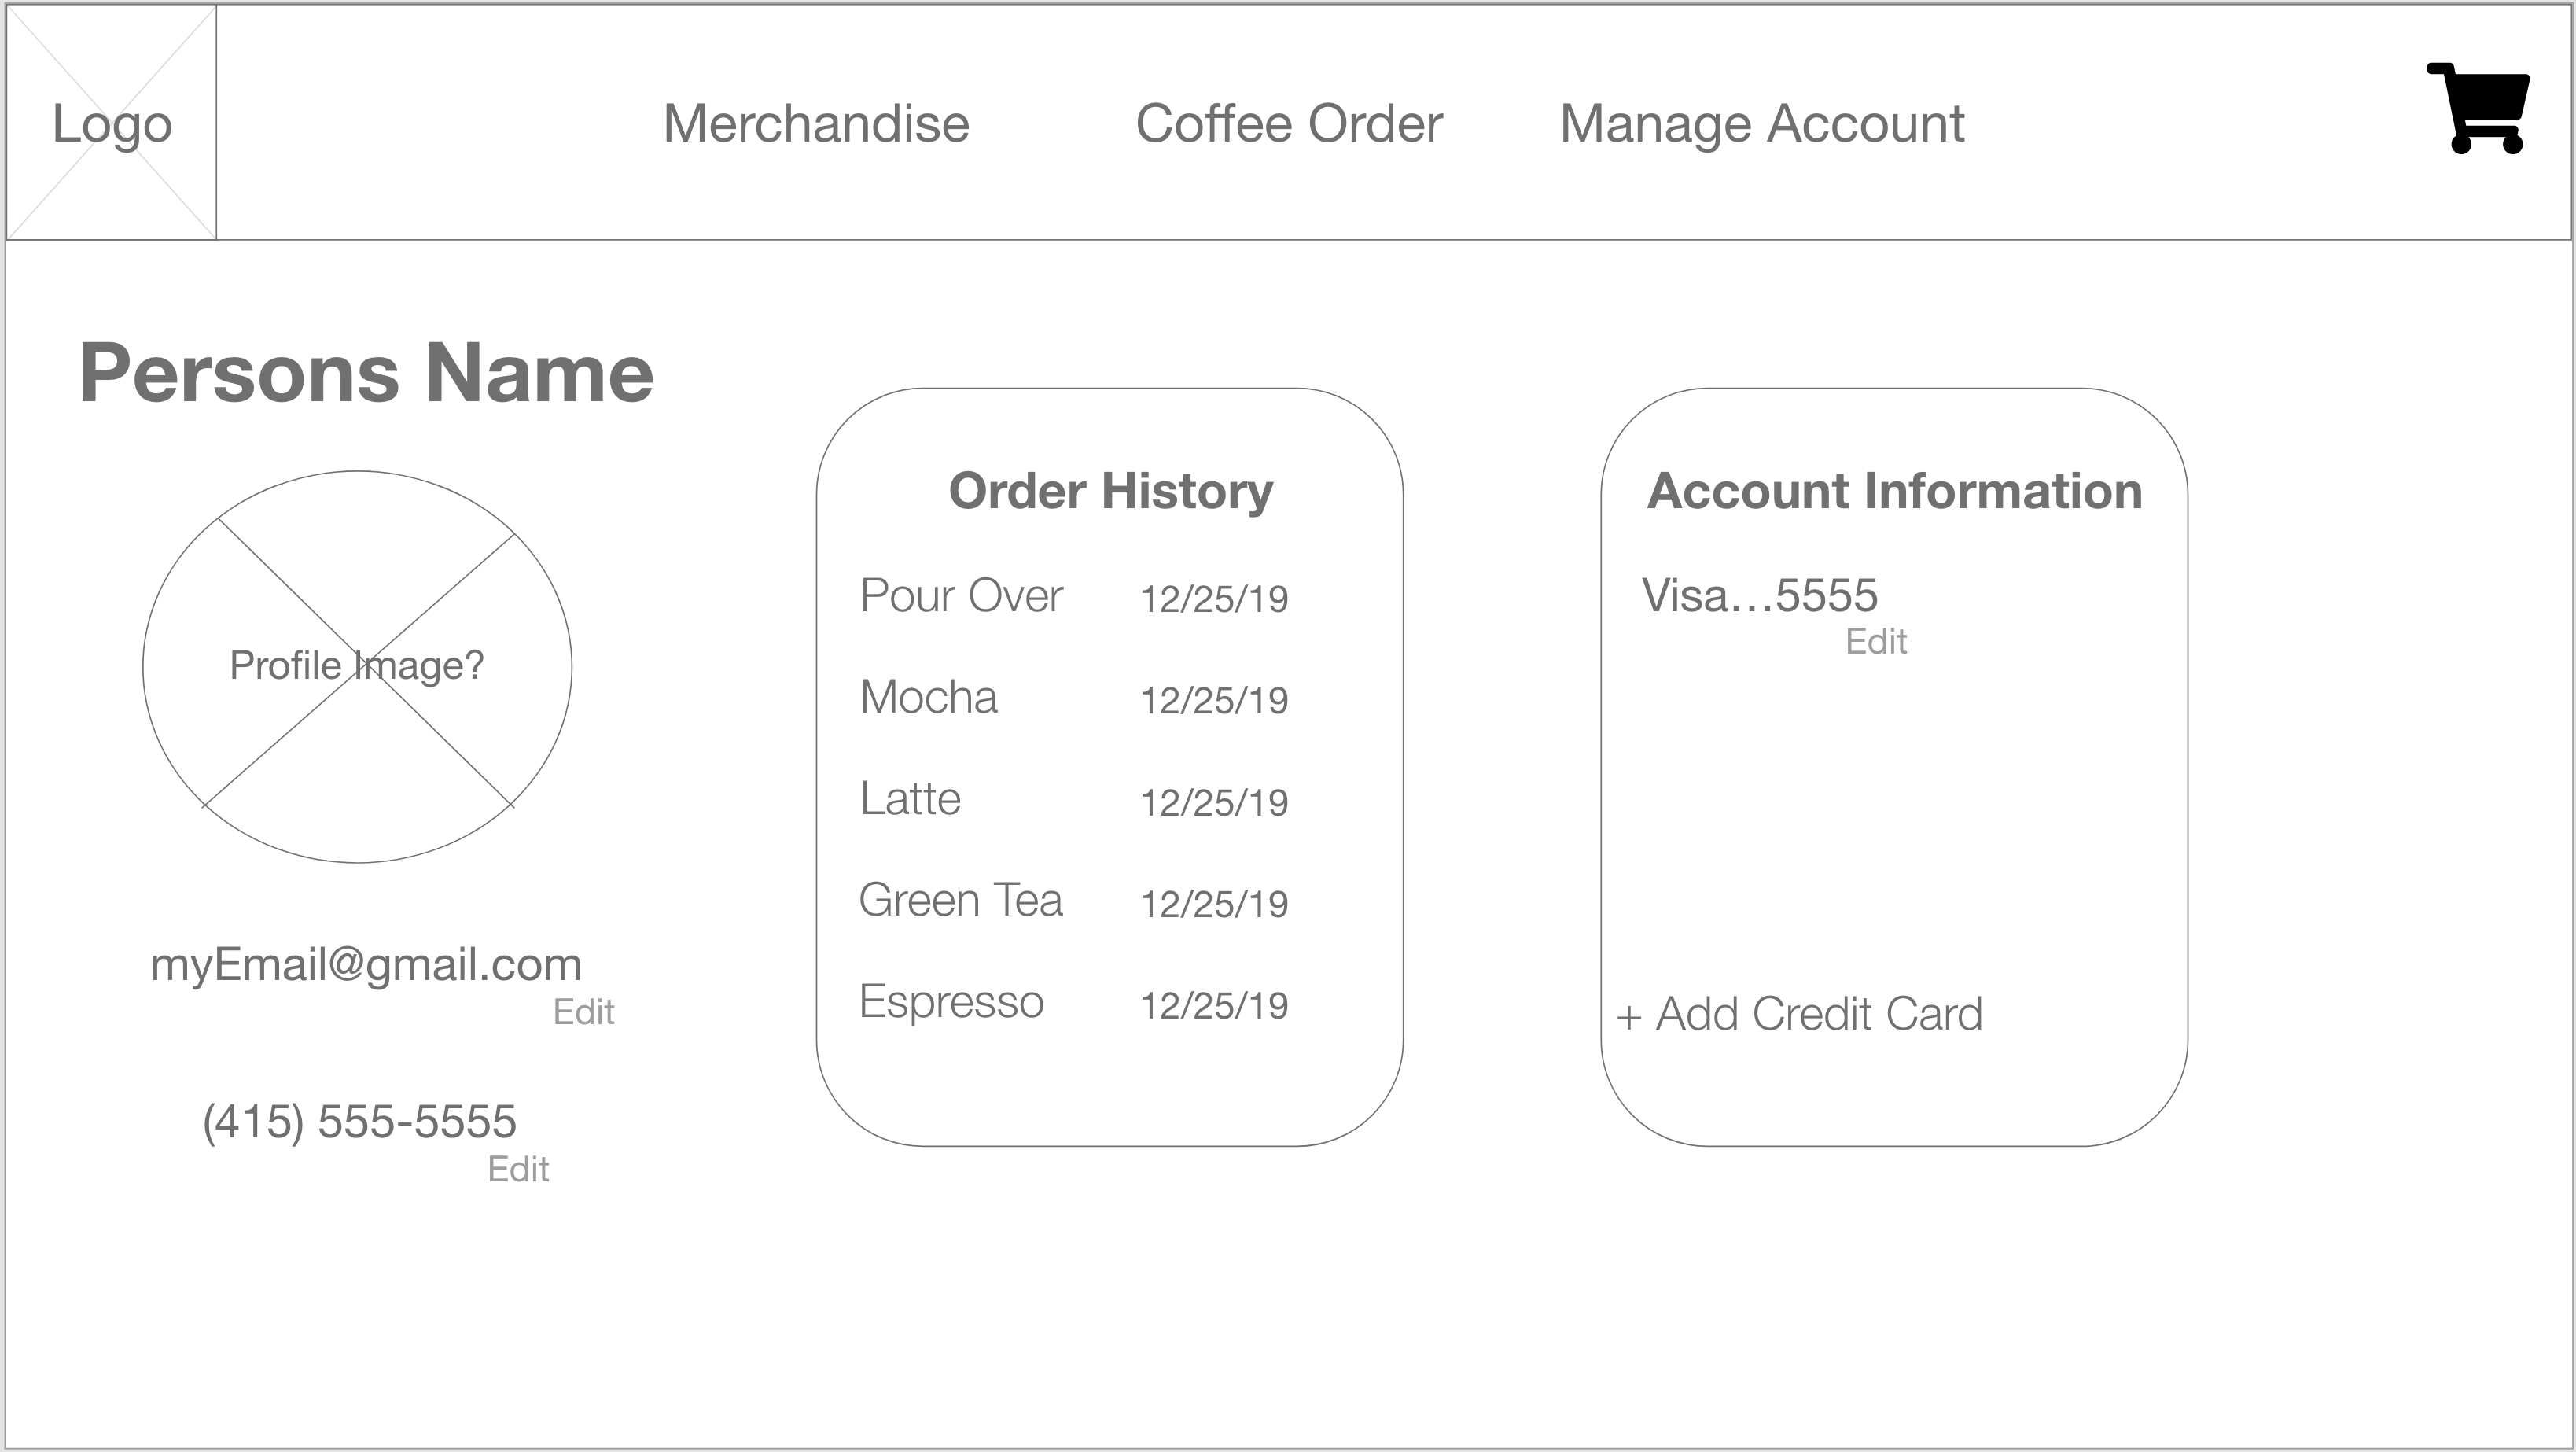 Logo
Merchandise
Coffee Order
Manage Account
Persons Name
Profile Image?
myEmail@gmail.com
Edit
(415) 555-5555
Edit
Order History
Pour Over 12/25/19
Mocha 12/25/19
Latte 12/25/19
Green Tea 12/25/19
Espresso 12/25/19
Account Information
Visa...5555
Edit
+ Add Credit Card